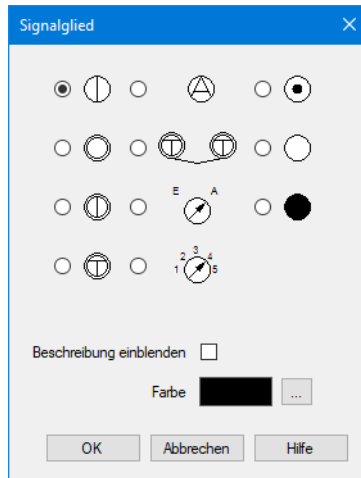 Signalglied
A
T T
E A
T
1 2 3 4 5
Beschreibung einblenden
Farbe
...
OK Abbrechen Hilfe